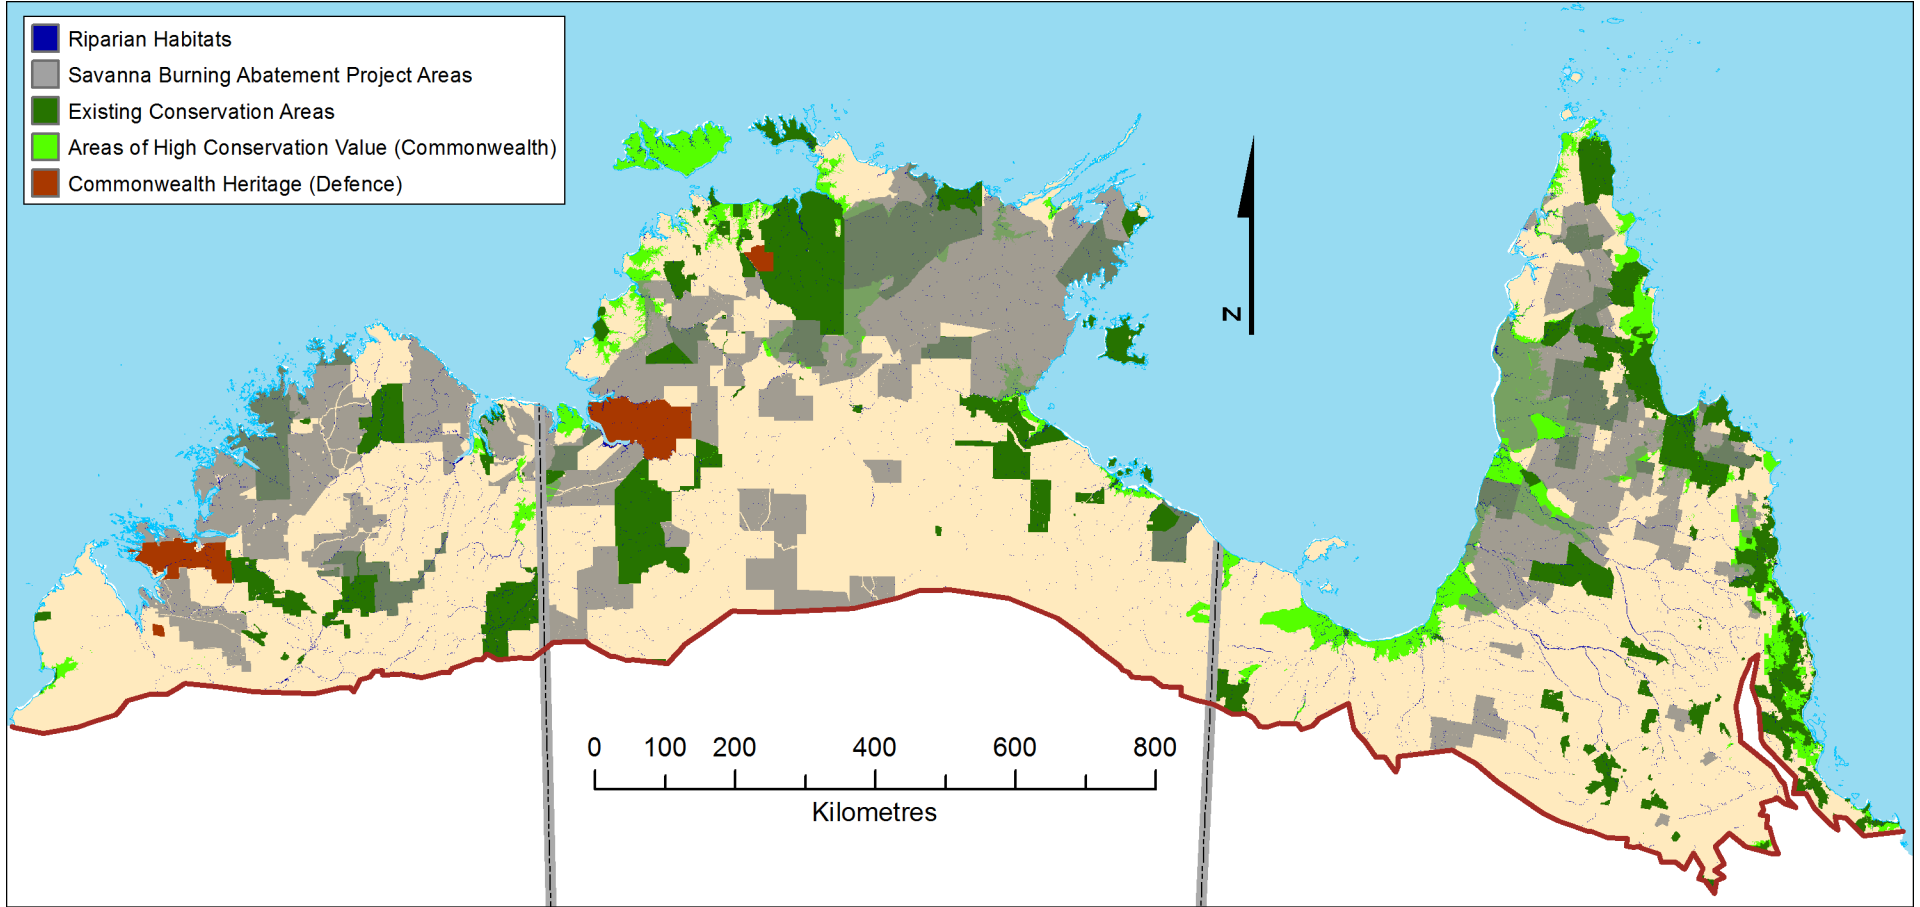 Riparian Habitats
Savanna Burning Abatement Project Areas
Existing Conservation Areas
Areas of High Conservation Value (Commonwealth)
Commonwealth Heritage (Defence)
N
0 100 200 400 600 800
Kilometres